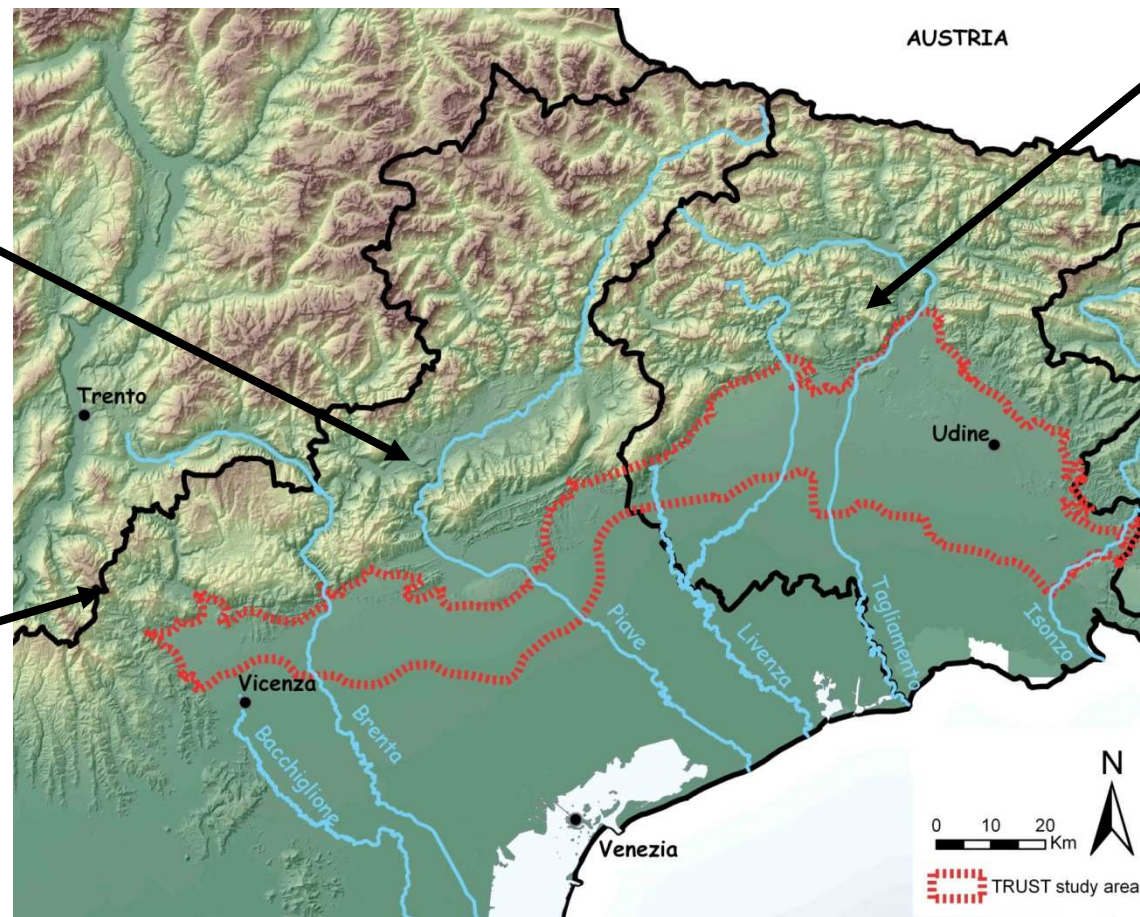 AUSTRIA
Trento
Udine
Piave
Livenza
Tagliamento
Isonzo
Vicenza
Brenta
Bacchiglione
Venezia
N
0 10 20
Km
TRUST study area